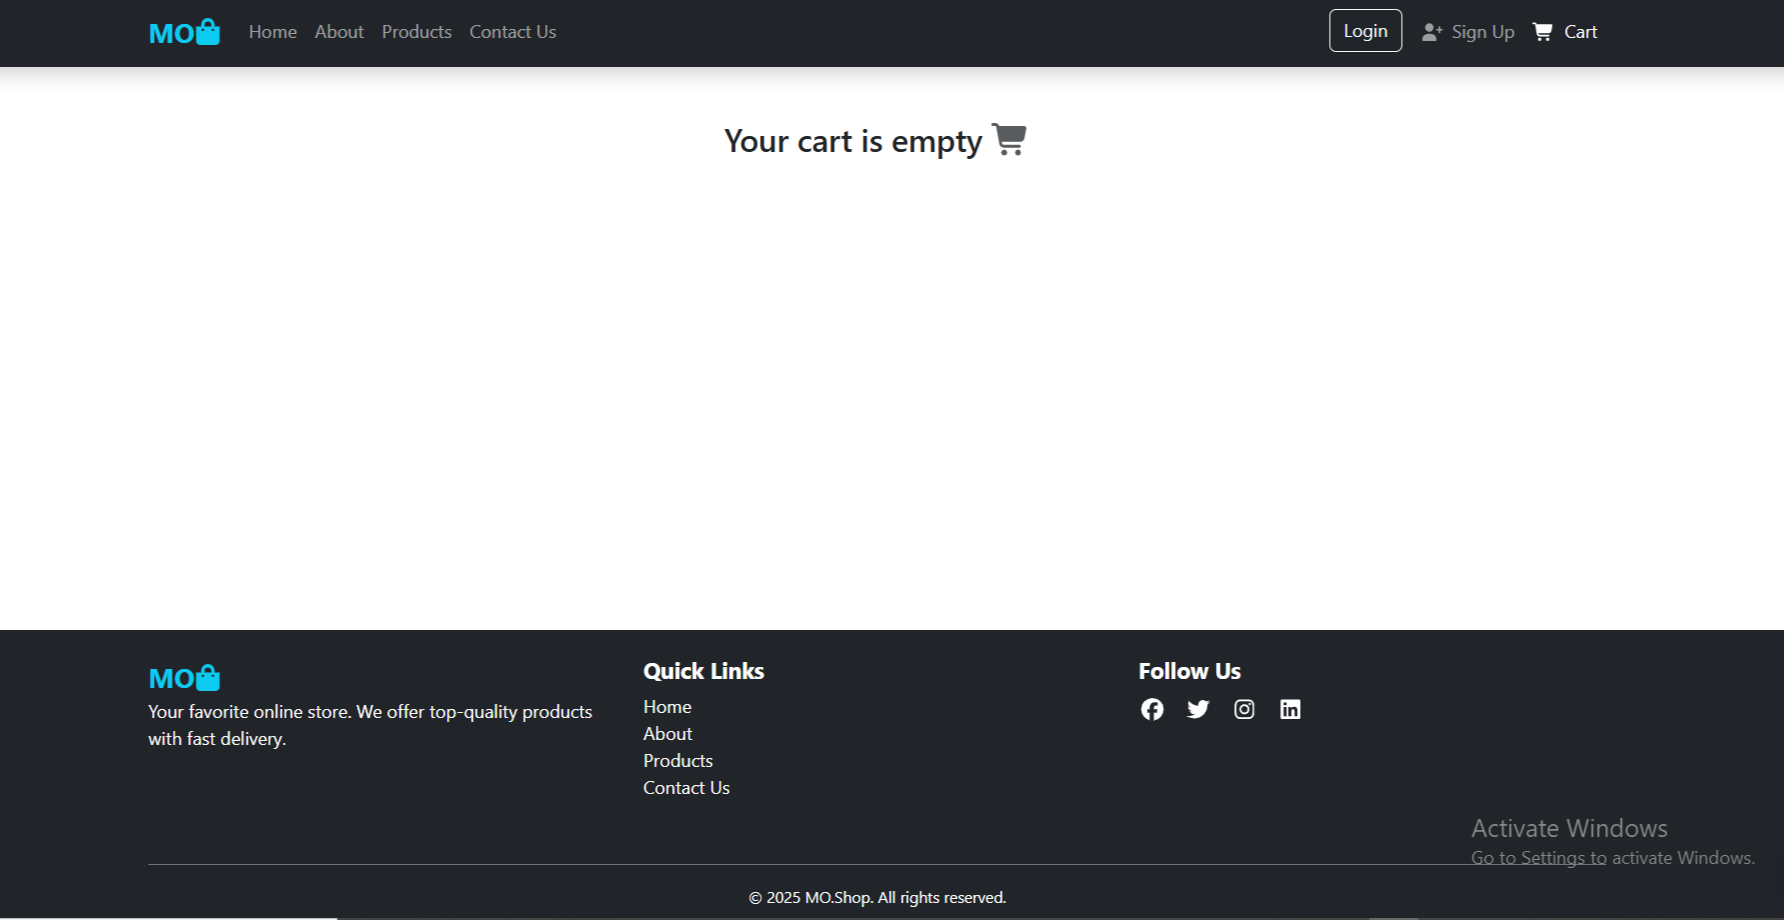 MO
Home About Products Contact Us
Login Sign Up Cart
Your cart is empty
MO
Your favorite online store. We offer top-quality products
with fast delivery.
Quick Links
Home
About
Products
Contact Us
Follow Us
Activate Windows
Go to Settings to activate Windows.
© 2025 MO.Shop. All rights reserved.